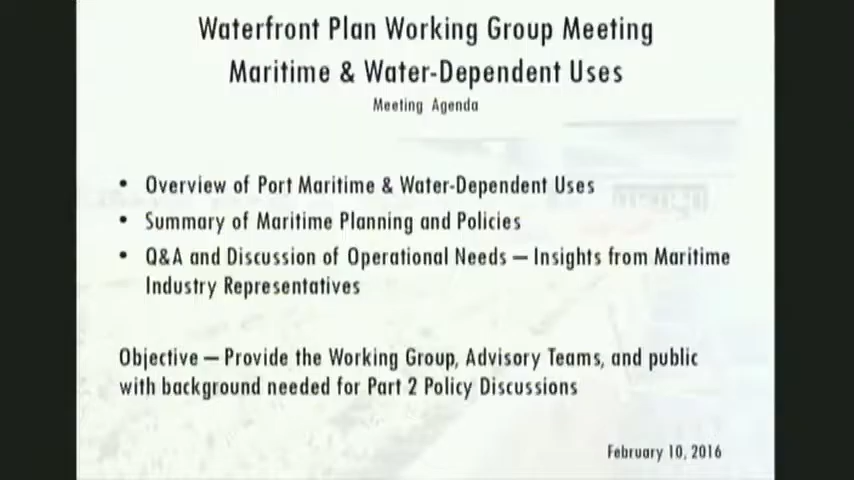 Waterfront Plan Working Group Meeting
Maritime & Water-Dependent Uses
Meeting Agenda
• Overview of Port Maritime & Water-Dependent Uses
• Summary of Maritime Planning and Policies
• Q&A and Discussion of Operational Needs – Insights from Maritime
Industry Representatives
Objective – Provide the Working Group, Advisory Teams, and public
with background needed for Part 2 Policy Discussions
February 10, 2016